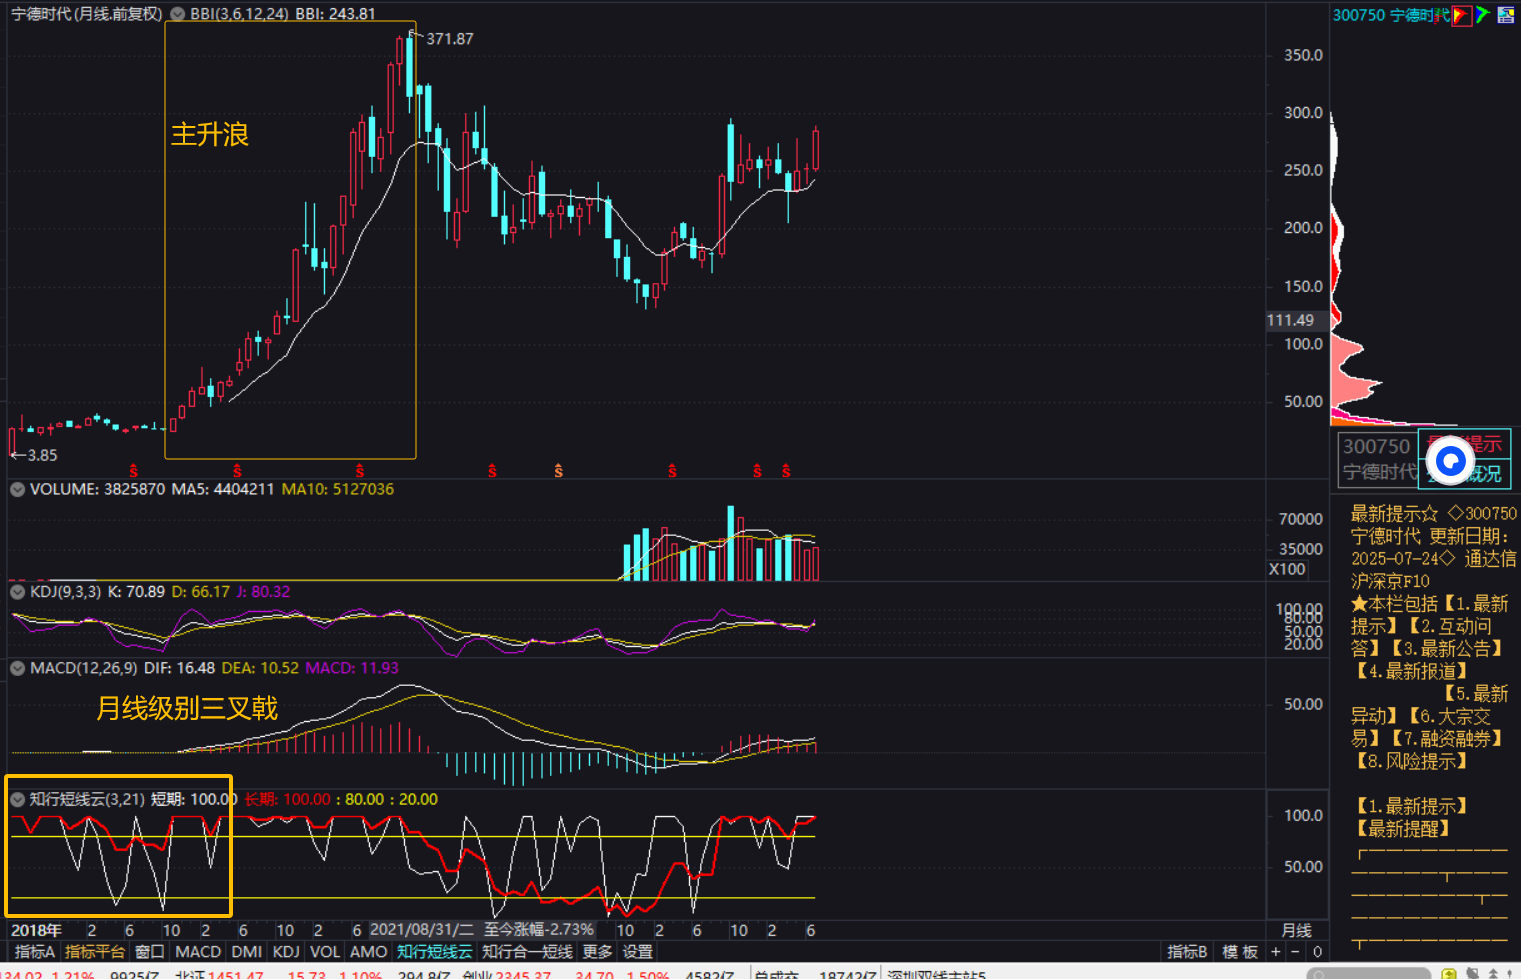 宁德时代 (月线.前复权) BBI(3,6,12,24) BBI: 243.81
300750 宁德时代
371.87
主升浪
350.0
300.0
250.0
200.0
150.0
111.49
100.0
50.00
3.85
VOLUME: 3825870 MA5: 4404211 MA10: 5127036
70000
35000
X100
KDJ(9,3,3) K: 70.89 D: 66.17 J: 80.32
100.00
80.00
50.00
20.00
MACD(12,26,9) DIF: 16.48 DEA: 10.52 MACD: 11.93
月线级别三叉戟
50.00
知行短线云(3,21) 短期: 100.00 长期: 100.00 : 80.00 : 20.00
100.0
50.00
2018年 2 6 10 2 6 10 2 6 2021/08/31/二 至今涨幅-2.73% 10 2 6 10 2 6 月线
指标A 指标平台 窗口 MACD DMI KDJ VOL AMO 知行短线云 知行合一短线 更多 设置 指标B 模板 + - 0
134.02 1.21% 9925亿 北证1451.47 15.73 1.10% 294.8亿 创业2345.37 34.70 1.50% 4582亿 总成交 18742亿 深圳双线主站5
300750
宁德时代
提示
概况
最新提示☆ ◇300750
宁德时代 更新日期:
2025-07-24◇ 通达信
沪深京F10
★本栏包括【1.最新
提示】【2.互动问
答】【3.最新公告】
【4.最新报道】
【5.最新
异动】【6.大宗交
易】【7.融资融券】
【8.风险提示】
【1.最新提示】
【最新提醒】